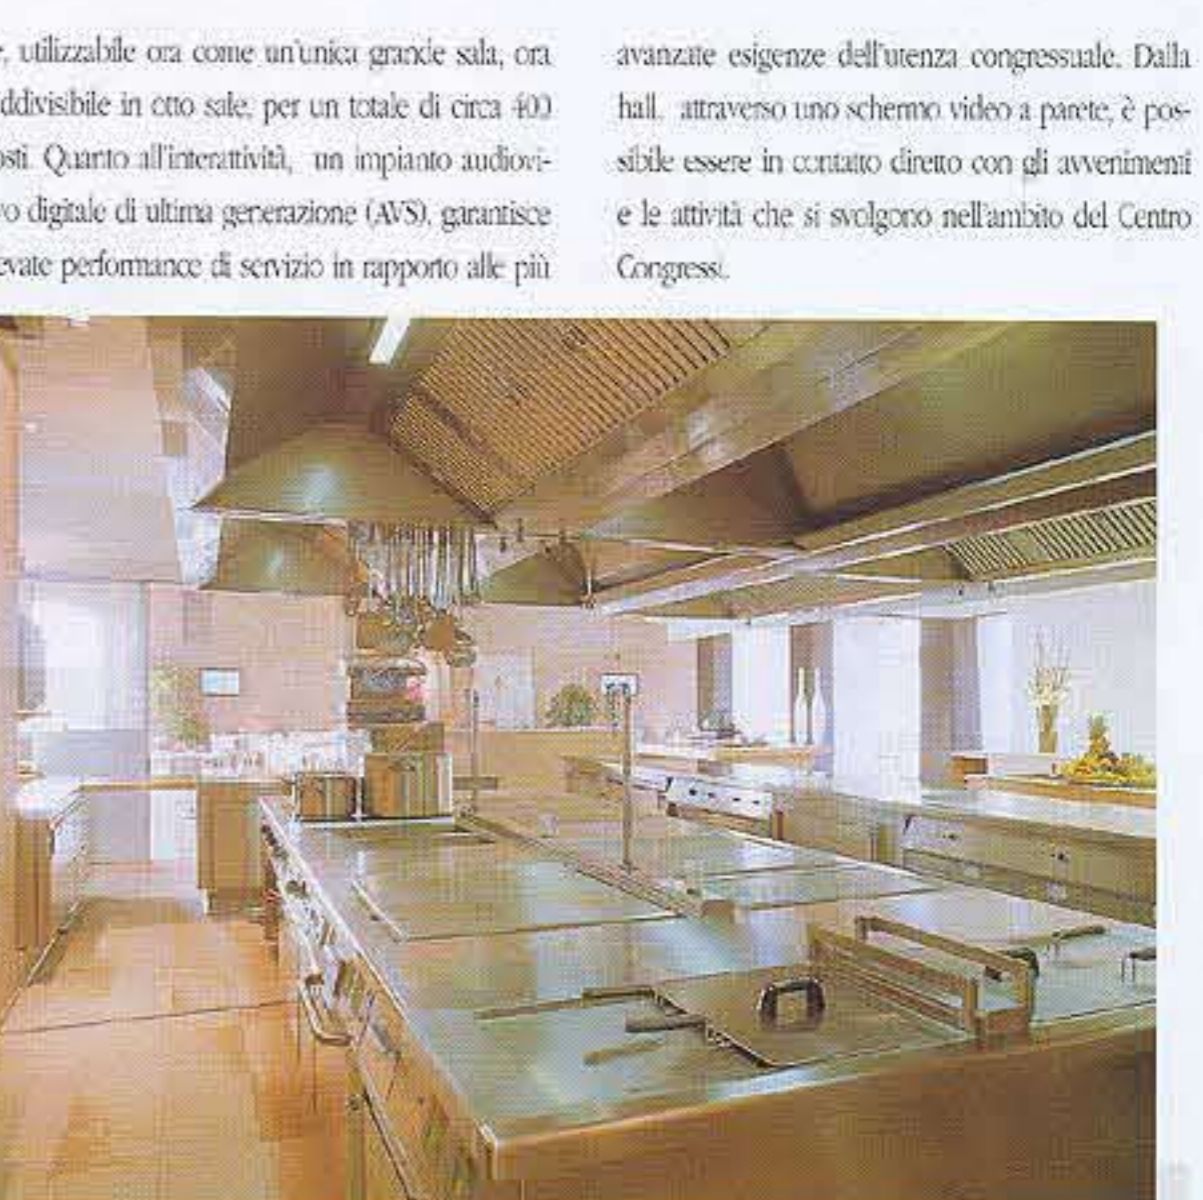 , utilizzabile ora come un'unica grande sala, ora
ddivisibile in otto sale, per un totale di circa 400
osti. Quanto all'interattività, un impianto audiovi-
vo digitale di ultima generazione (AVS), garantisce
evate performance di servizio in rapporto alle più
avanzate esigenze dell'utenza congressuale. Dalla
hall, attraverso uno schermo video a parete, è pos-
sibile essere in contatto diretto con gli avvenimenti
e le attività che si svolgono nell'ambito del Centro
Congressi.